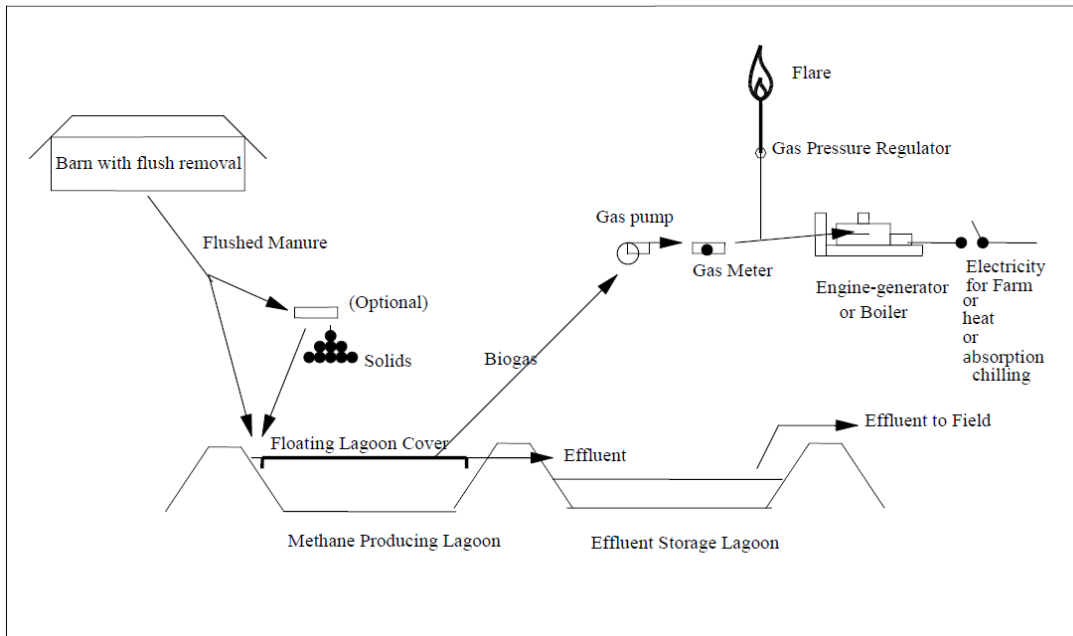 Flare
Barn with flush removal
Gas Pressure Regulator
Gas pump
Flushed Manure
Gas Meter
Electricity
for Farm
or
heat
or
absorption
chilling
Engine-generator
or Boiler
(Optional)
Solids
Biogas
Effluent to Field
Floating Lagoon Cover
Effluent
Methane Producing Lagoon
Effluent Storage Lagoon